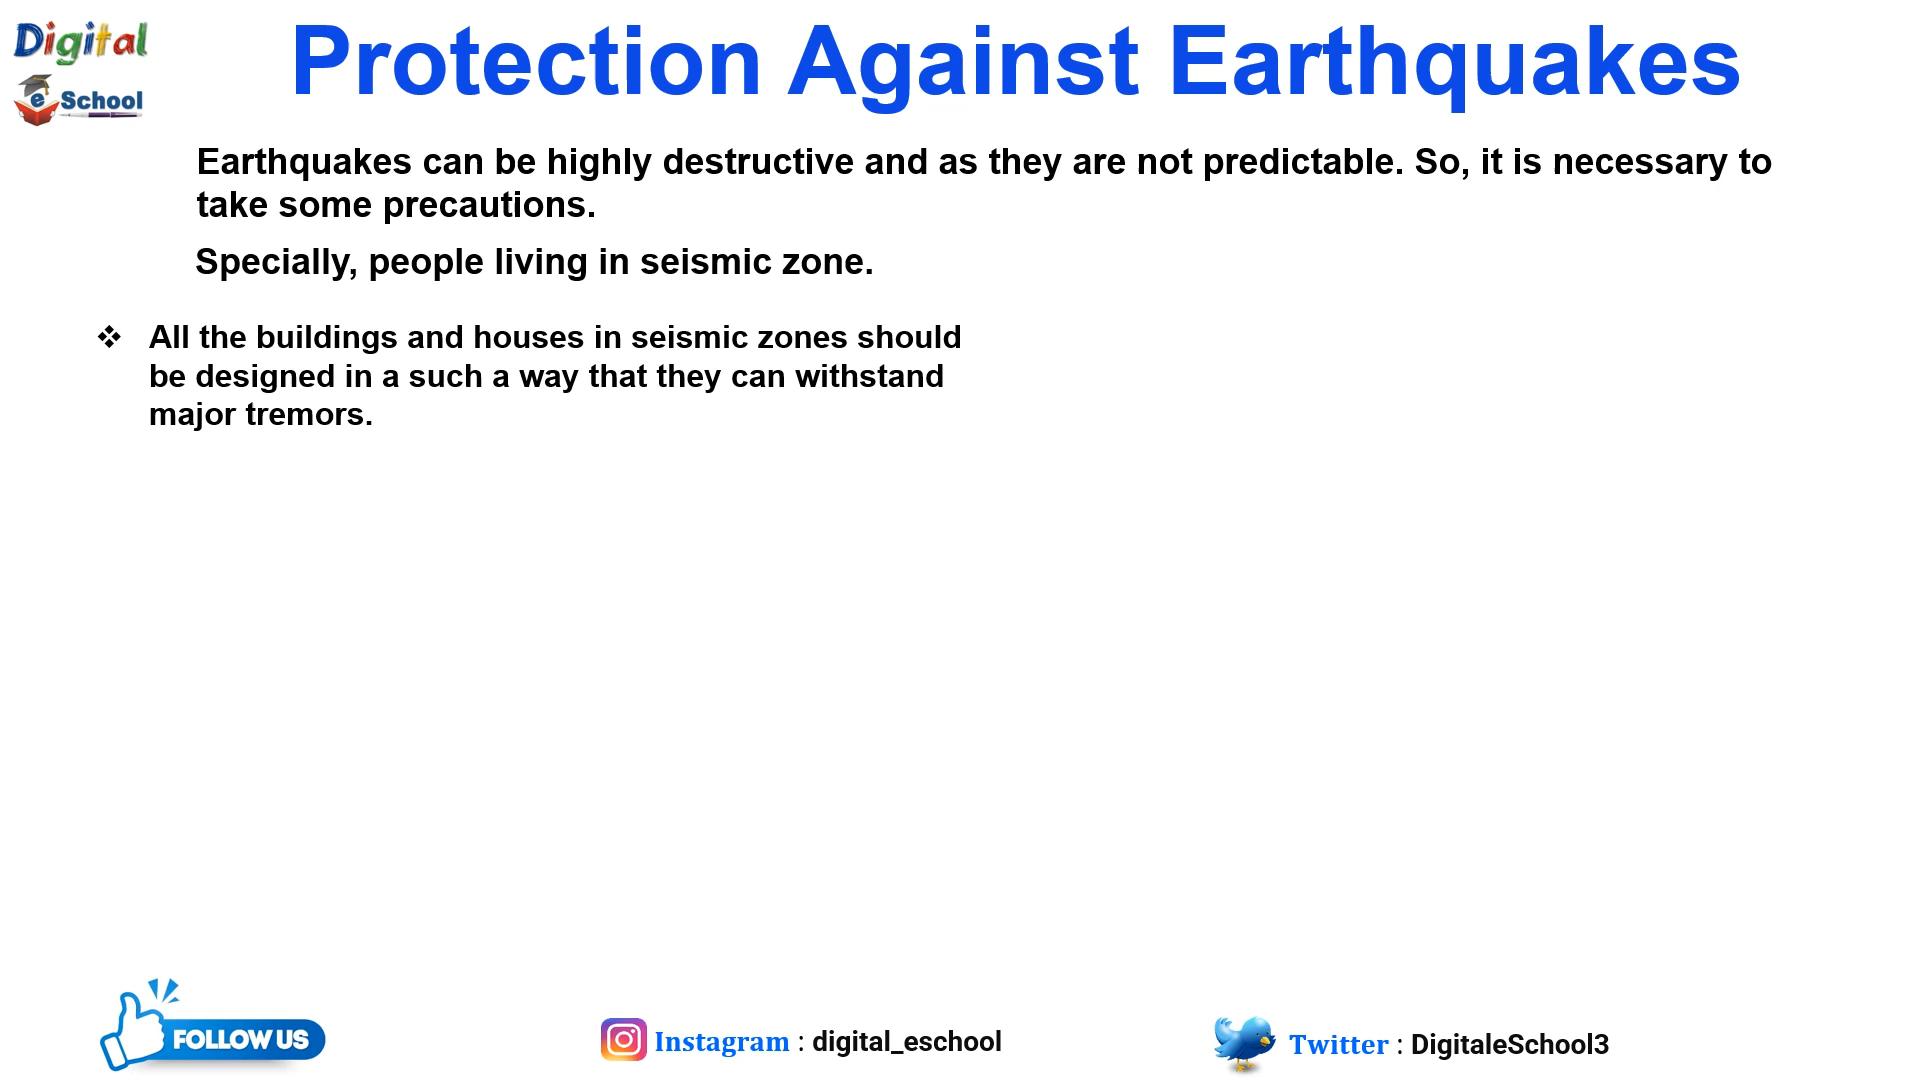 Digital
e School
Protection Against Earthquakes
Earthquakes can be highly destructive and as they are not predictable. So, it is necessary to
take some precautions.
Specially, people living in seismic zone.
❖ All the buildings and houses in seismic zones should
be designed in a such a way that they can withstand
major tremors.
FOLLOW US
Instagram : digital_eschool
Twitter : DigitaleSchool3